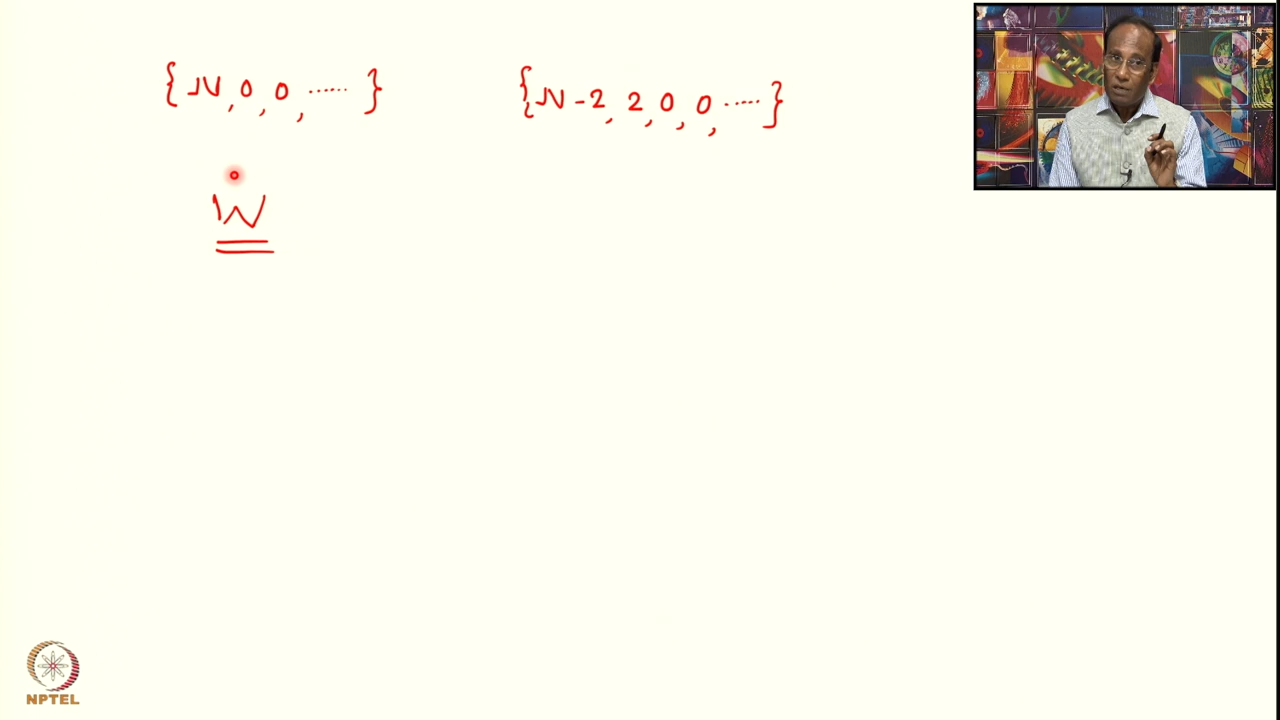 { N, 0, 0, ...... }
{ N-2, 2, 0, 0, ..... }
W
NPTEL